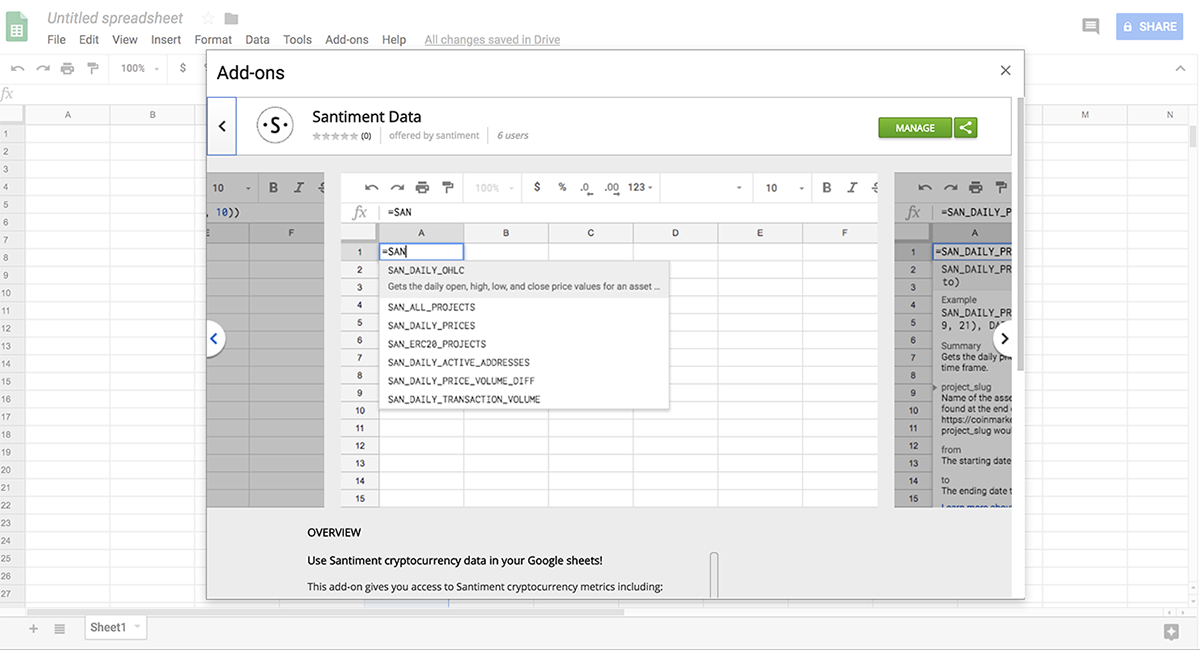 Untitled spreadsheet
File Edit View Insert Format Data Tools Add-ons Help All changes saved in Drive
SHARE
100% $
fx
A B M N
1
2
3
4
5
6
7
8
9
10
11
12
13
14
15
16
17
18
19
20
21
22
23
24
25
26
27
Add-ons
·S·
Santiment Data
(0) offered by santiment 6 users
MANAGE
10 B I S
, 10))
E F
100% $ % .0 .00 123 10 B I S
fx =SAN
A B C D E F
1 =SAN
2 SAN_DAILY_OHLC
3 Gets the daily open, high, low, and close price values for an asset ...
4 SAN_ALL_PROJECTS
5 SAN_DAILY_PRICES
6 SAN_ERC20_PROJECTS
7 SAN_DAILY_ACTIVE_ADDRESSES
8 SAN_DAILY_PRICE_VOLUME_DIFF
9 SAN_DAILY_TRANSACTION_VOLUME
10
11
12
13
14
15
fx =SAN_DAILY_P
A
1 =SAN_DAILY_PR
2 SAN_DAILY_PR
3 to)
4 Example
SAN_DAILY_PR
5 9, 21), DA
6 Summary
7 Gets the daily pri
time frame.
8
9 project_slug
Name of the asse
10 found at the end
11 https://coinmarke
project_slug wou
12 from
13 The starting date
14 to
The ending date t
15 Learn more abou
OVERVIEW
Use Santiment cryptocurrency data in your Google sheets!
This add-on gives you access to Santiment cryptocurrency metrics including:
Sheet1